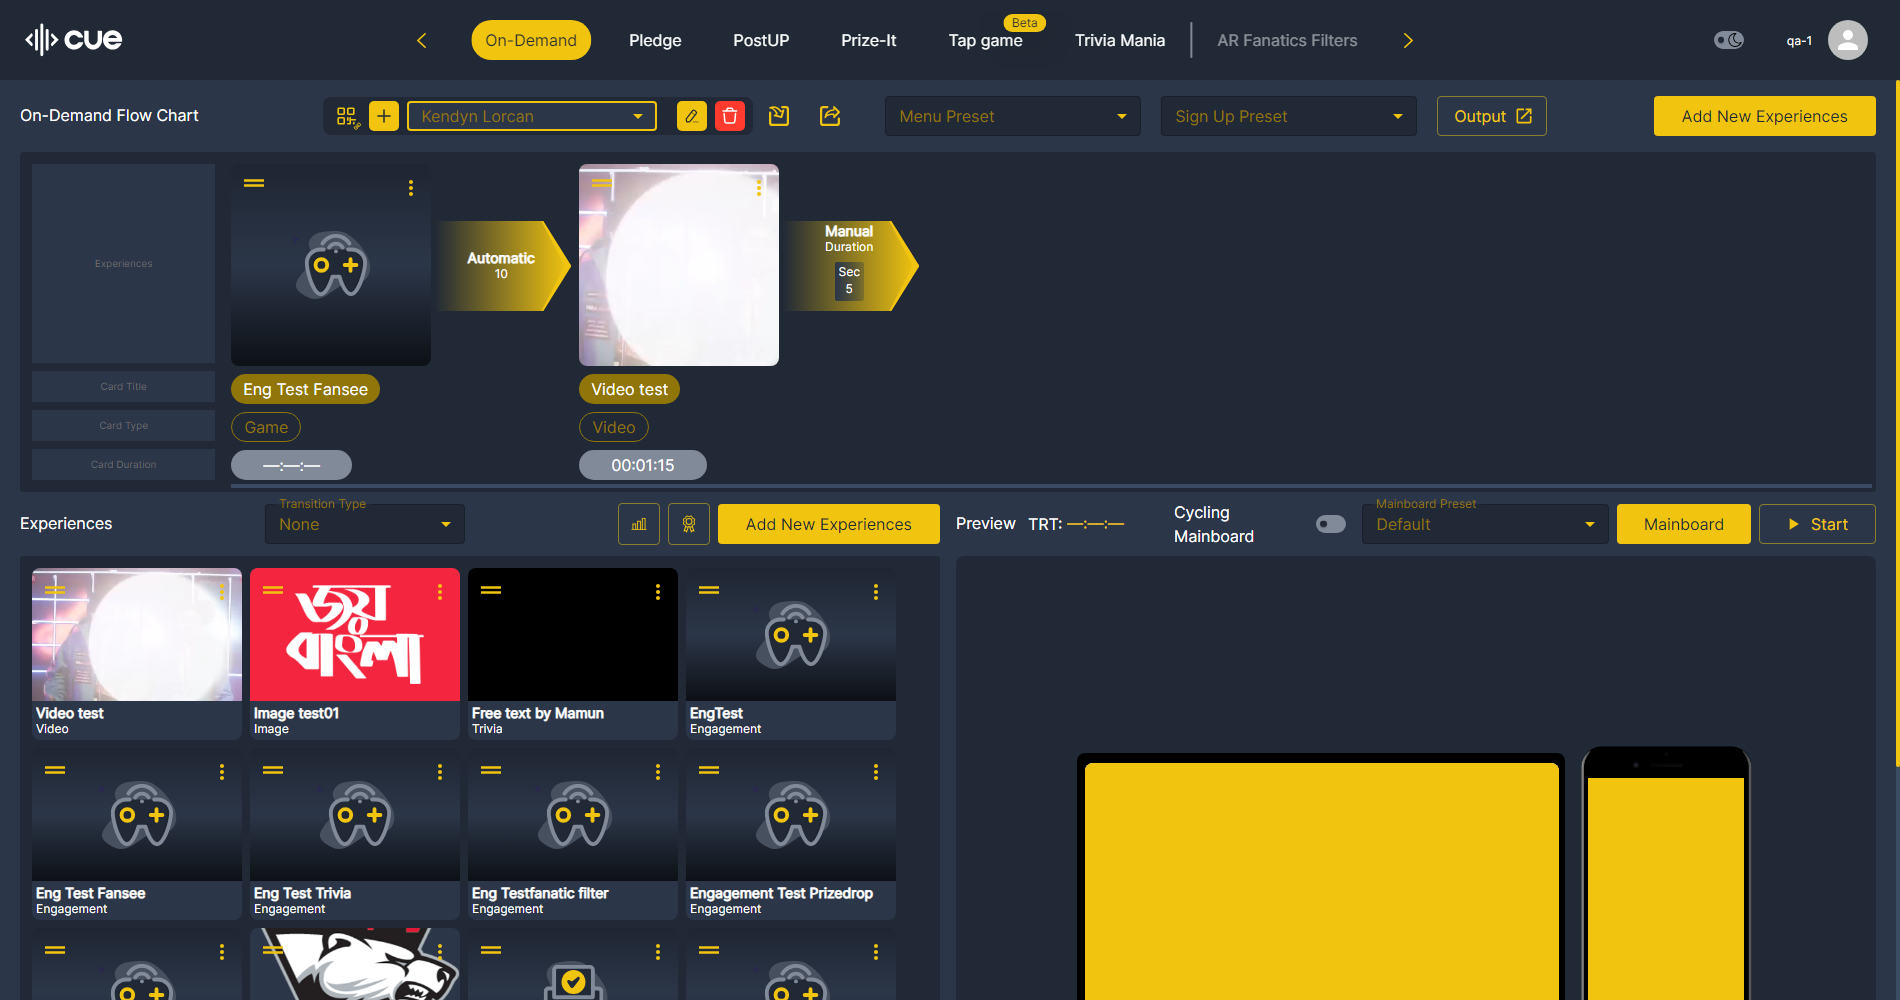 cue
On-Demand
Pledge
PostUP
Prize-It
Tap game
Beta
Trivia Mania
AR Fanatics Filters
qa-1
On-Demand Flow Chart
Kendyn Lorcan
Menu Preset
Sign Up Preset
Output
Add New Experiences
Experiences
Automatic
10
Manual
Duration
Sec
5
Card Title
Eng Test Fansee
Video test
Card Type
Game
Video
Card Duration
—:—:—
00:01:15
Experiences
Transition Type
None
Add New Experiences
Preview
TRT: —:—:—
Cycling
Mainboard
Mainboard Preset
Default
Mainboard
Start
জয়
বাংলা
Video test
Video
Image test01
Image
Free text by Mamun
Trivia
EngTest
Engagement
Eng Test Fansee
Engagement
Eng Test Trivia
Engagement
Eng Testfanatic filter
Engagement
Engagement Test Prizedrop
Engagement